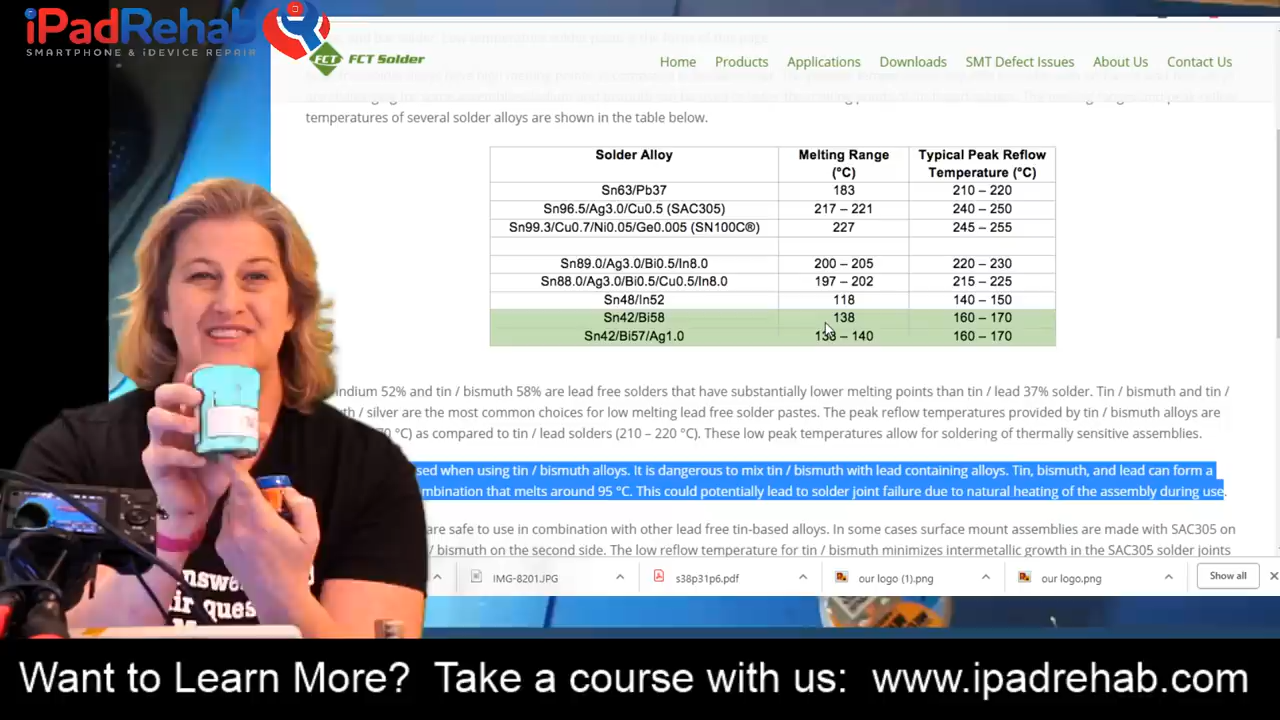 iPadRehab
SMARTPHONE & iDEVICE REPAIR
FCT FCT Solder
Home Products Applications Downloads SMT Defect Issues About Us Contact Us
temperatures of several solder alloys are shown in the table below.
Solder Alloy Melting Range (°C) Typical Peak Reflow Temperature (°C)
Sn63/Pb37 183 210 – 220
Sn96.5/Ag3.0/Cu0.5 (SAC305) 217 – 221 240 – 250
Sn99.3/Cu0.7/Ni0.05/Ge0.005 (SN100C®) 227 245 – 255
Sn89.0/Ag3.0/Bi0.5/In8.0 200 – 205 220 – 230
Sn88.0/Ag3.0/Bi0.5/Cu0.5/In8.0 197 – 202 215 – 225
Sn48/In52 118 140 – 150
Sn42/Bi58 138 160 – 170
Sn42/Bi57/Ag1.0 138 – 140 160 – 170
indium 52% and tin / bismuth 58% are lead free solders that have substantially lower melting points than tin / lead 37% solder. Tin / bismuth and tin /
/ silver are the most common choices for low melting lead free solder pastes. The peak reflow temperatures provided by tin / bismuth alloys are
°C) as compared to tin / lead solders (210 – 220 °C). These low peak temperatures allow for soldering of thermally sensitive assemblies.
sed when using tin / bismuth alloys. It is dangerous to mix tin / bismuth with lead containing alloys. Tin, bismuth, and lead can form a
mbination that melts around 95 °C. This could potentially lead to solder joint failure due to natural heating of the assembly during use.
are safe to use in combination with other lead free tin-based alloys. In some cases surface mount assemblies are made with SAC305 on
/ bismuth on the second side. The low reflow temperature for tin / bismuth minimizes intermetallic growth in the SAC305 solder joints
IMG-8201.JPG s38p31p6.pdf our logo (1).png our logo.png Show all
Want to Learn More? Take a course with us: www.ipadrehab.com